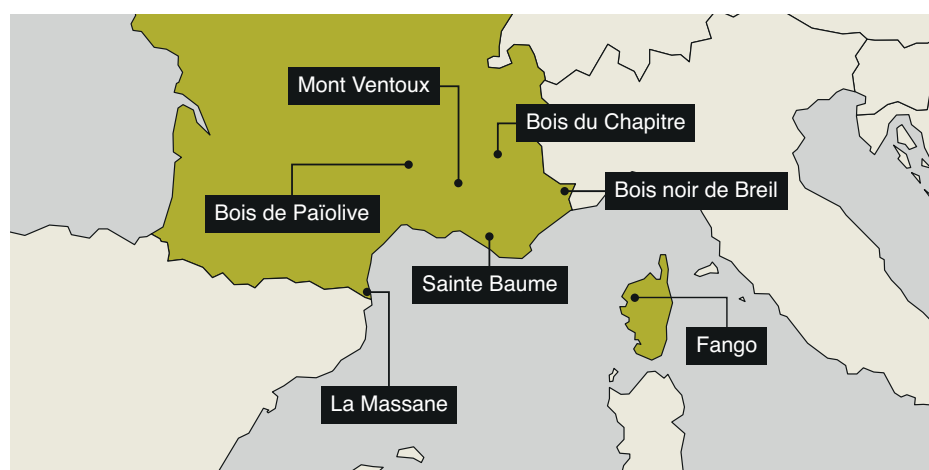 Mont Ventoux
Bois du Chapitre
Bois noir de Breil
Bois de Païolive
Sainte Baume
Fango
La Massane